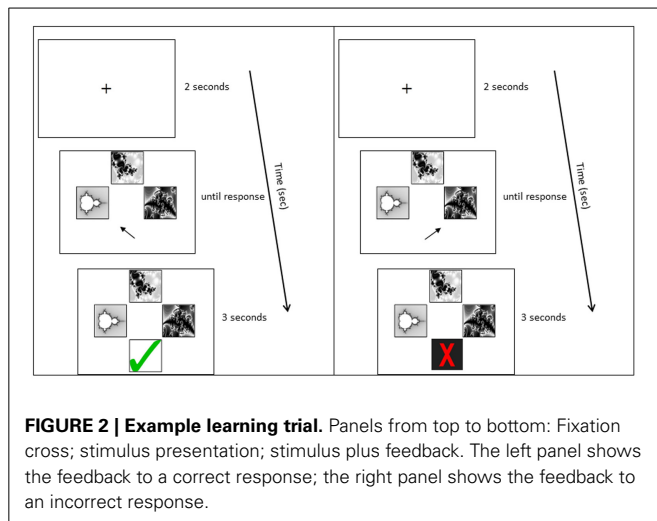 2 seconds
2 seconds
Time (sec)
Time (sec)
until response
until response
3 seconds
3 seconds
X
FIGURE 2 | Example learning trial. Panels from top to bottom: Fixation
cross; stimulus presentation; stimulus plus feedback. The left panel shows
the feedback to a correct response; the right panel shows the feedback to
an incorrect response.